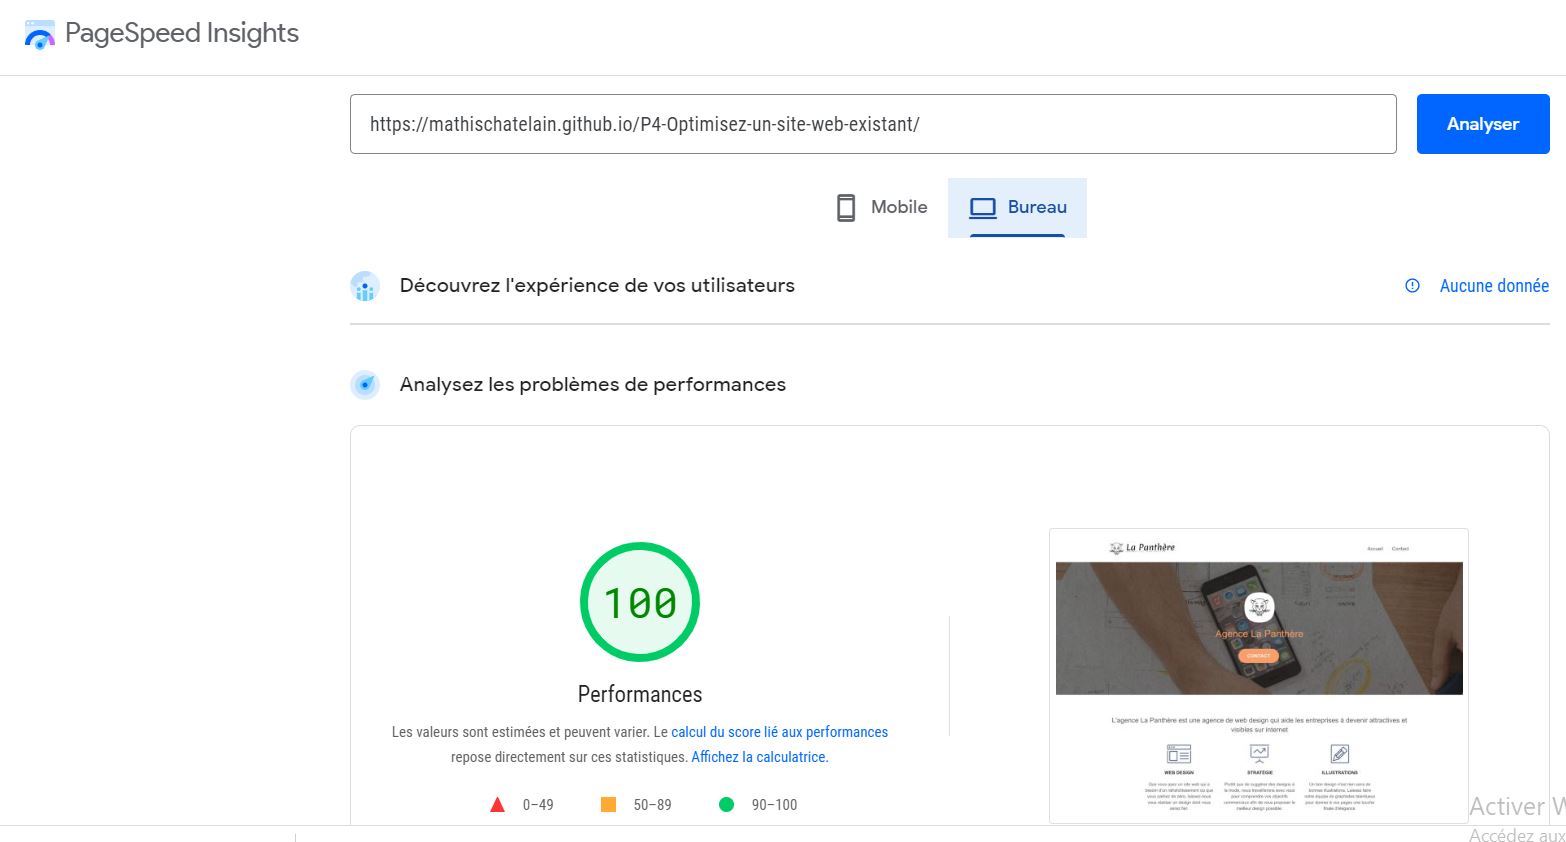 PageSpeed Insights
https://mathischatelain.github.io/P4-Optimisez-un-site-web-existant/
Analyser
Mobile
Bureau
Découvrez l'expérience de vos utilisateurs
Aucune donnée
Analysez les problèmes de performances
100
Performances
Les valeurs sont estimées et peuvent varier. Le calcul du score lié aux performances
repose directement sur ces statistiques. Affichez la calculatrice.
0–49
50–89
90–100
La Panthère
Accueil
Contact
Agence La Panthère
CONTACT
L'agence La Panthère est une agence de web design qui aide les entreprises à devenir attractives et
visibles sur internet
WEB DESIGN
STRATÉGIE
ILLUSTRATIONS
Activer W
Accédez aux